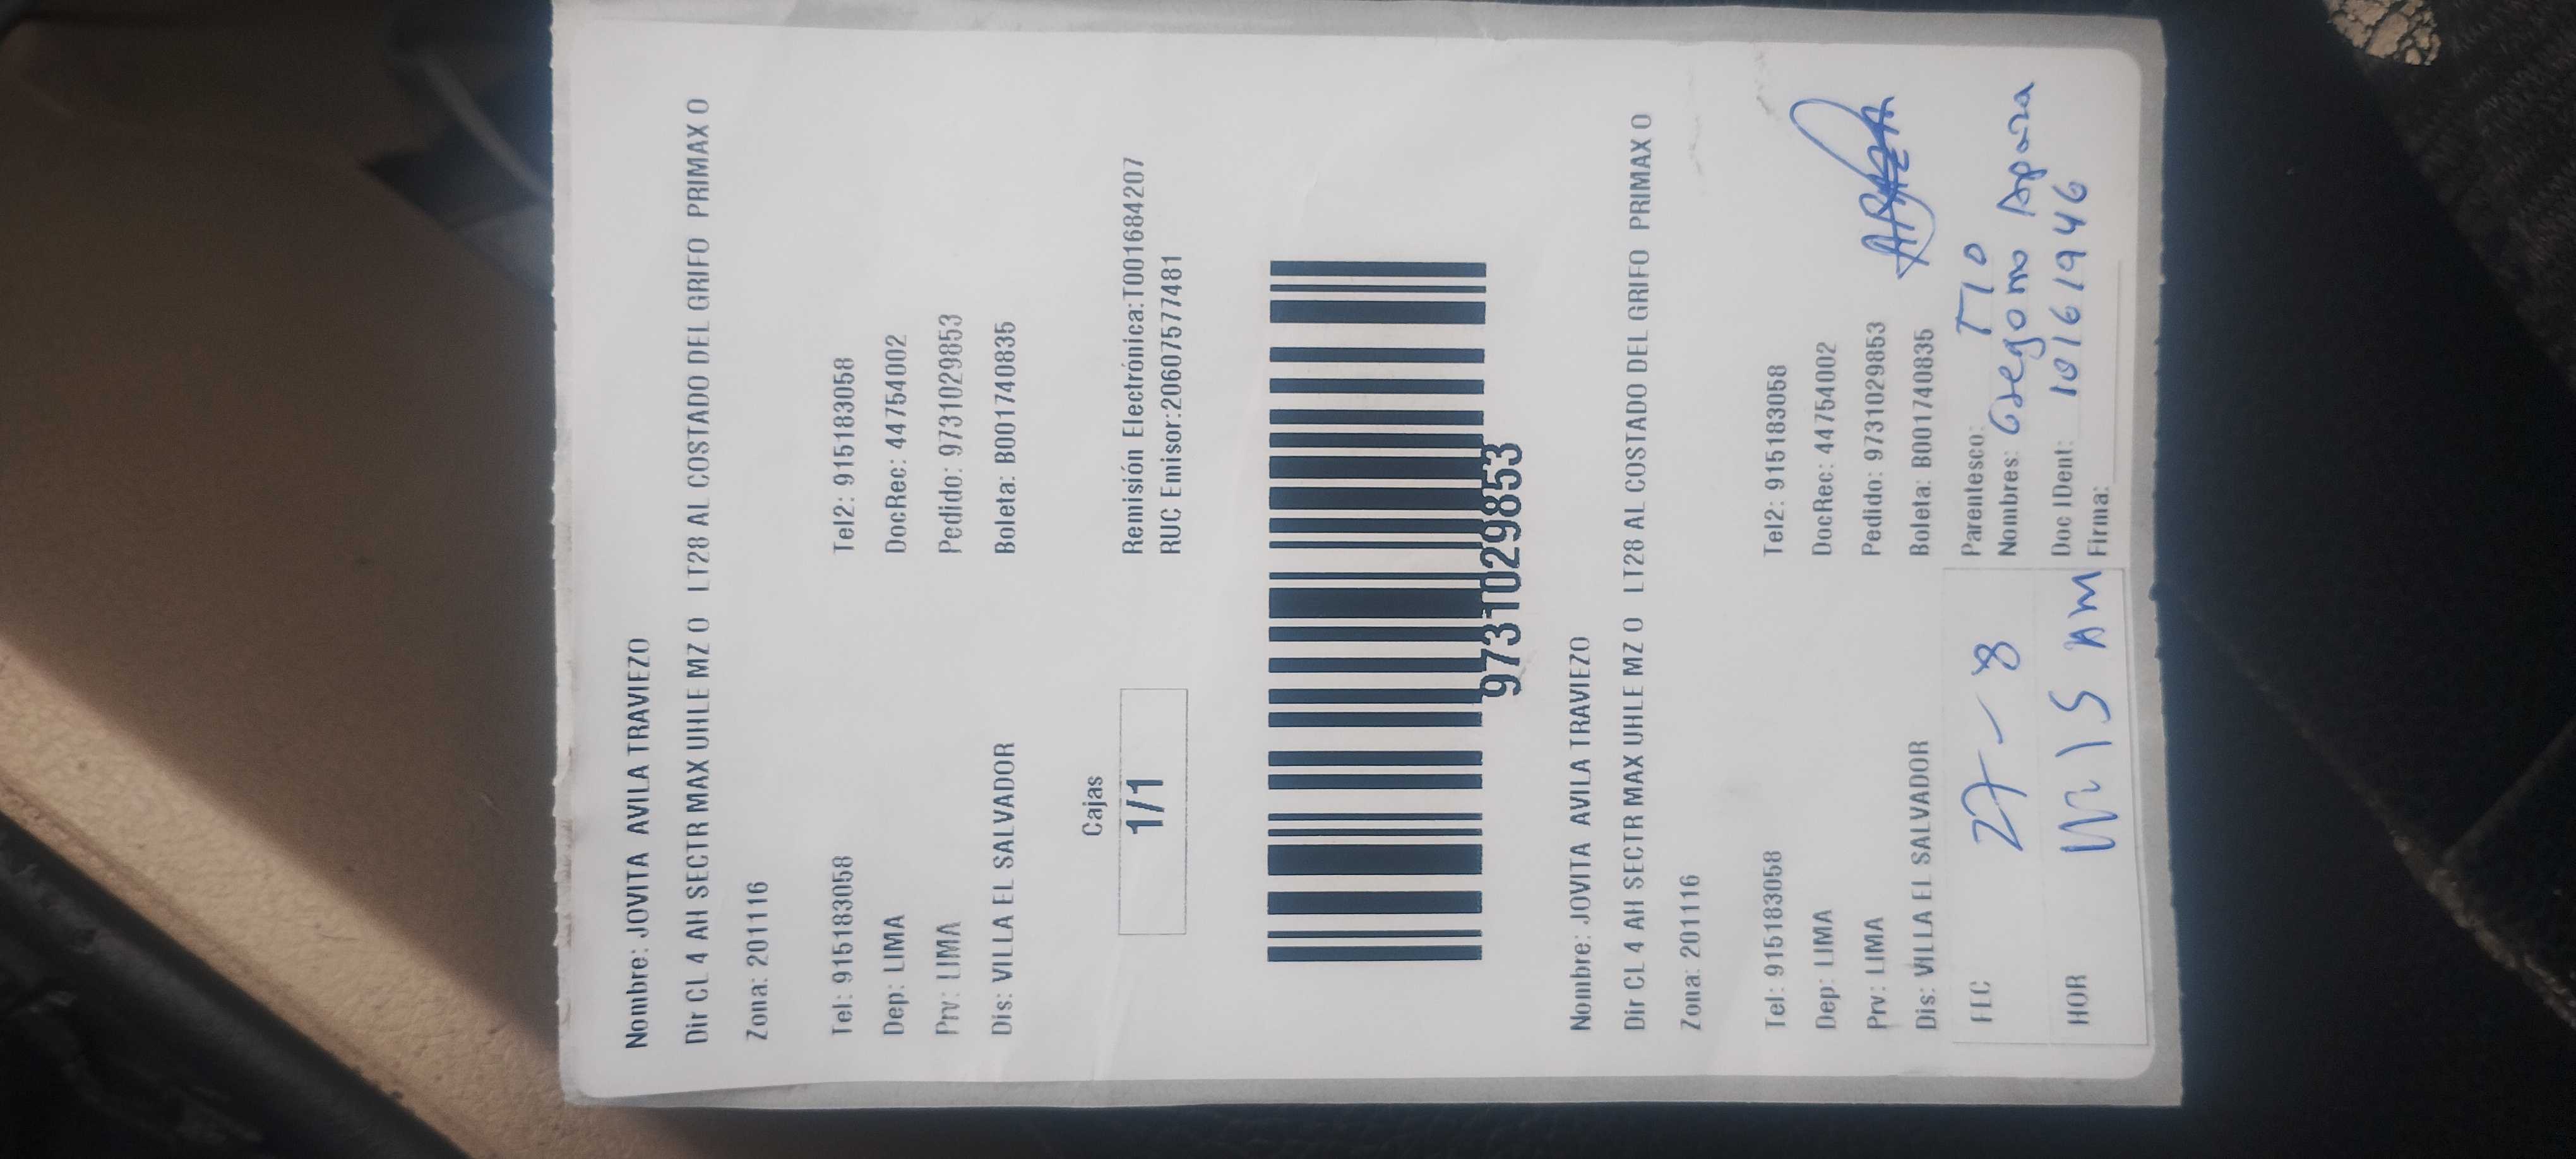 Nombre: JOVITA AVILA TRAVIEZO
Dir CL 4 AH SECTR MAX UHLE MZ O LT28 AL COSTADO DEL GRIFO PRIMAX O
Zona: 201116
Tel: 915183058 Tel2: 915183058
Dep: LIMA DocRec: 44754002
Prv: LIMA Pedido: 9731029853
Dis: VILLA EL SALVADOR Boleta: B001740835
Cajas
1/1
Remisión Electrónica:T001684207
RUC Emisor:20607577481
9731029853
Nombre: JOVITA AVILA TRAVIEZO
Dir CL 4 AH SECTR MAX UHLE MZ O LT28 AL COSTADO DEL GRIFO PRIMAX O
Zona: 201116
Tel: 915183058 Tel2: 915183058
Dep: LIMA DocRec: 44754002
Prv: LIMA Pedido: 9731029853
Dis: VILLA EL SALVADOR Boleta: B001740835
FEC 27-8 Parentesco: TIO
Nombres: Gregorio Apaza
HOR AM Doc IDent: 10161946
Firma: